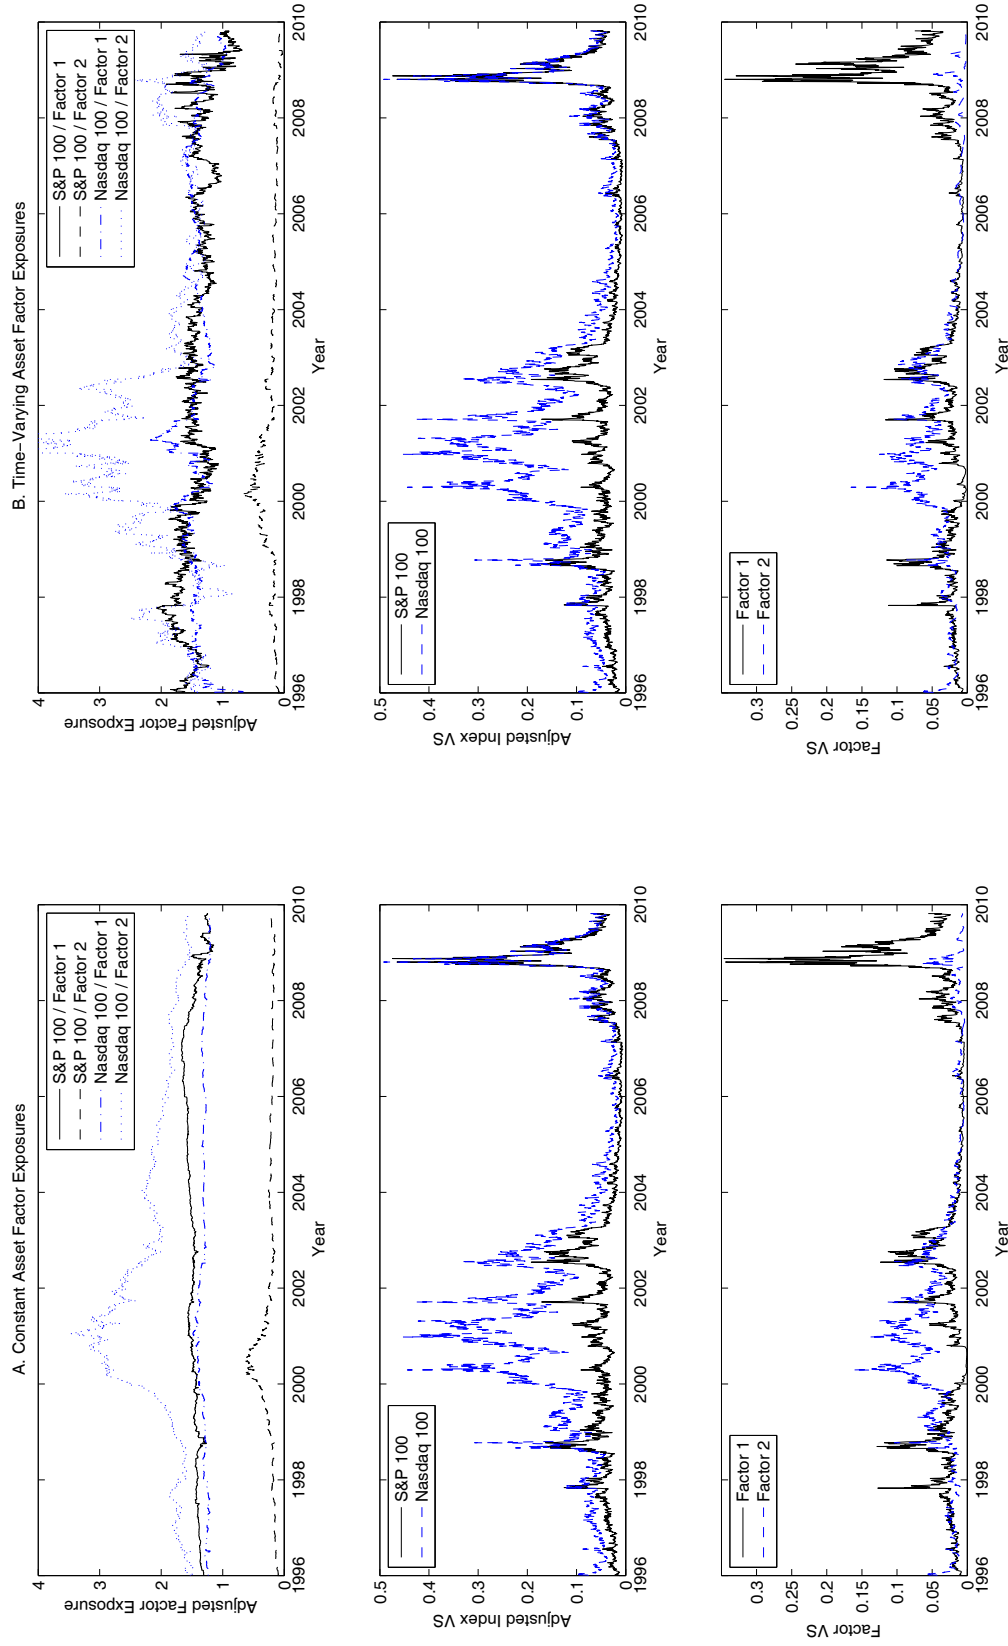 A. Constant Asset Factor Exposures
Adjusted Factor Exposure
4
3
2
1
0
S&P 100 / Factor 1
S&P 100 / Factor 2
Nasdaq 100 / Factor 1
Nasdaq 100 / Factor 2
1996
1998
2000
2002
2004
2006
2008
2010
Year
Adjusted Index VS
0.5
0.4
0.3
0.2
0.1
0
S&P 100
Nasdaq 100
1996
1998
2000
2002
2004
2006
2008
2010
Year
Factor VS
0.3
0.25
0.2
0.15
0.1
0.05
0
Factor 1
Factor 2
1996
1998
2000
2002
2004
2006
2008
2010
Year
B. Time−Varying Asset Factor Exposures
Adjusted Factor Exposure
4
3
2
1
0
S&P 100 / Factor 1
S&P 100 / Factor 2
Nasdaq 100 / Factor 1
Nasdaq 100 / Factor 2
1996
1998
2000
2002
2004
2006
2008
2010
Year
Adjusted Index VS
0.5
0.4
0.3
0.2
0.1
0
S&P 100
Nasdaq 100
1996
1998
2000
2002
2004
2006
2008
2010
Year
Factor VS
0.3
0.25
0.2
0.15
0.1
0.05
0
Factor 1
Factor 2
1996
1998
2000
2002
2004
2006
2008
2010
Year